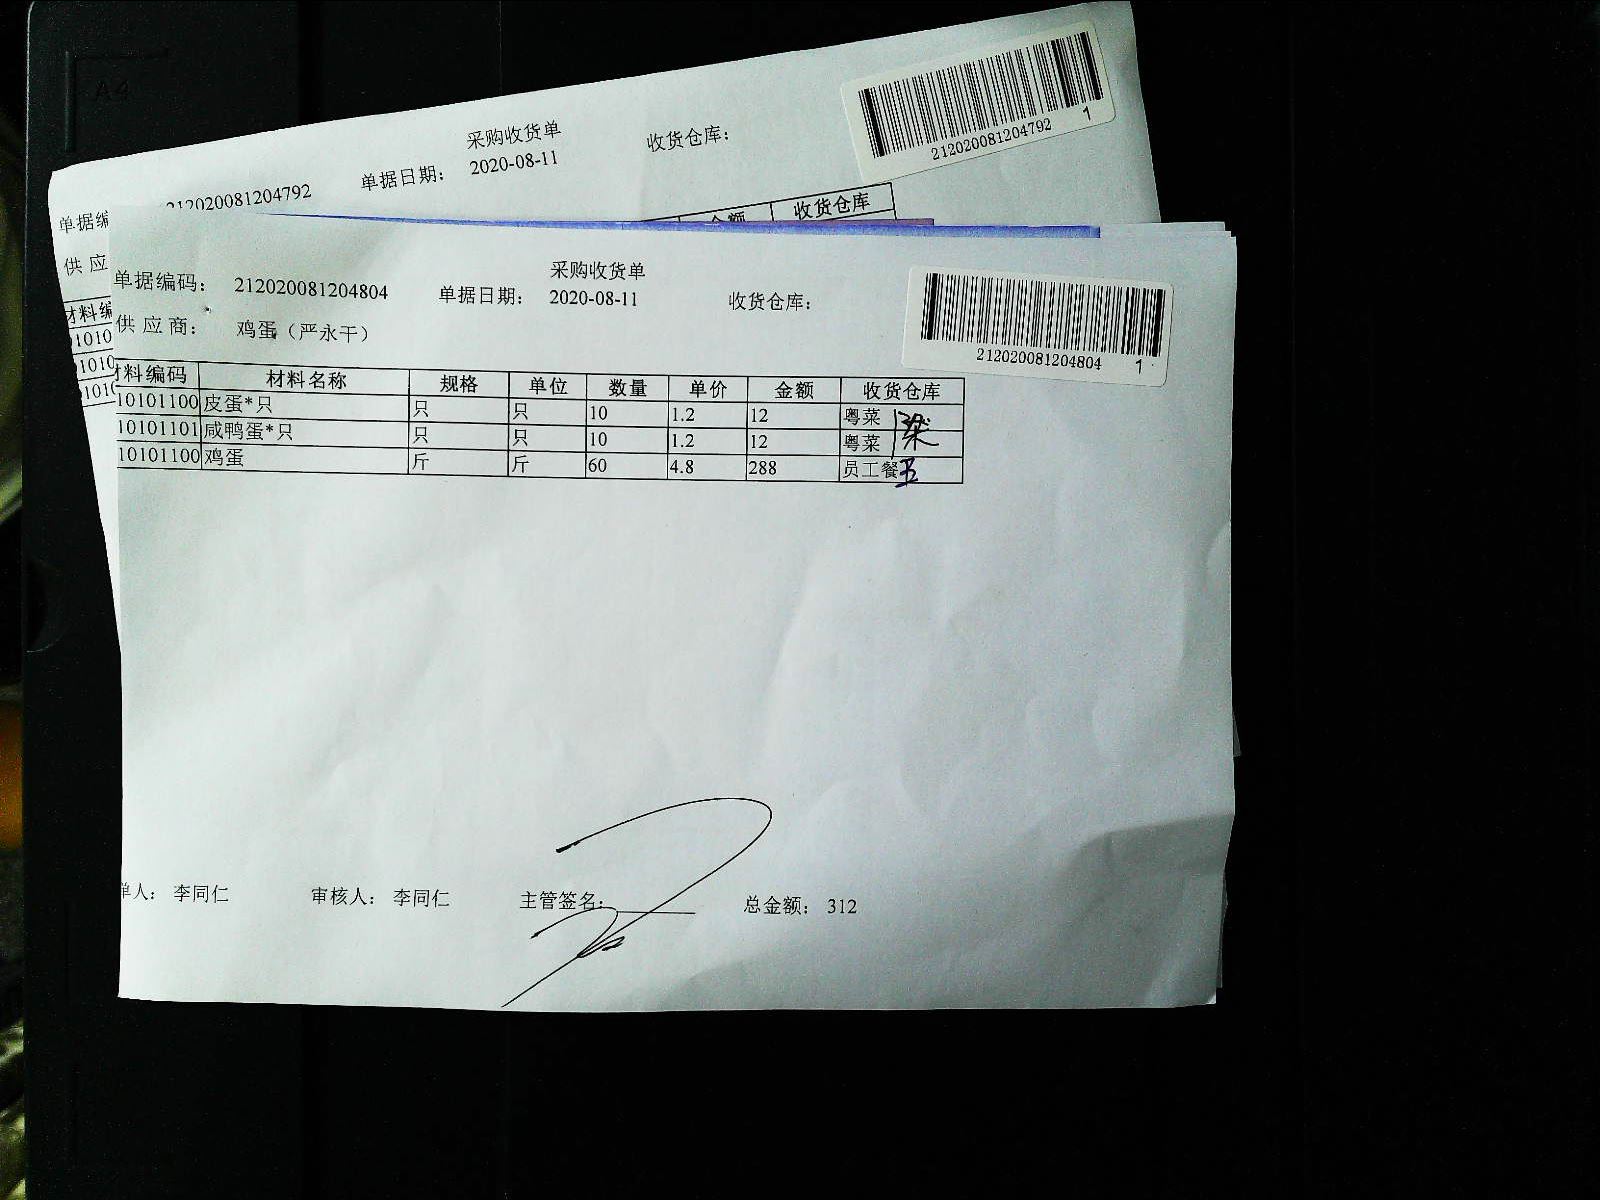 A4
采购收货单
收货仓库：
212020081204792 1
单据编
212020081204792
单据日期： 2020-08-11
供 应
金额 收货仓库
材料编
采购收货单
单据编码： 212020081204804 单据日期： 2020-08-11 收货仓库：
212020081204804 1
供 应 商： 鸡蛋（严永干）
材料编码 材料名称 规格 单位 数量 单价 金额 收货仓库
10101100 皮蛋*只 只 只 10 1.2 12 粤菜
10101101 咸鸭蛋*只 只 只 10 1.2 12 粤菜
10101100 鸡蛋 斤 斤 60 4.8 288 员工餐
单人： 李同仁 审核人： 李同仁 主管签名： 总金额： 312